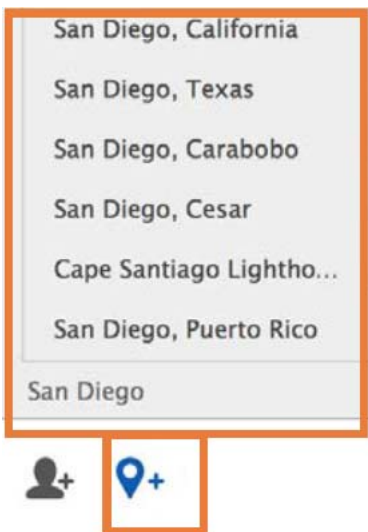 San Diego, California
San Diego, Texas
San Diego, Carabobo
San Diego, Cesar
Cape Santiago Lightho...
San Diego, Puerto Rico
San Diego